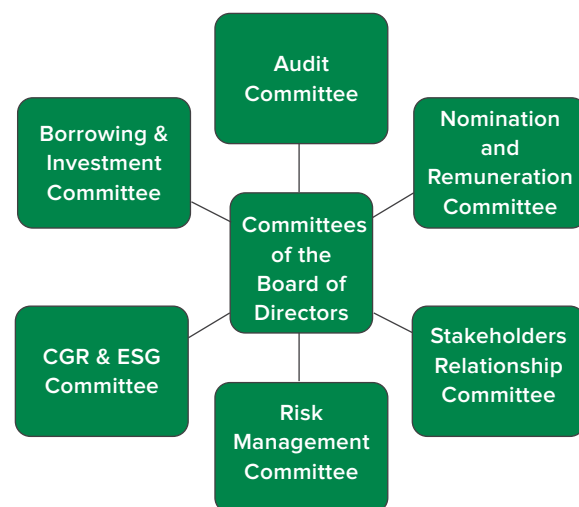 Audit
Committee
Borrowing &
Investment
Committee
Nomination
and
Remuneration
Committee
Committees
of the
Board of
Directors
CGR & ESG
Committee
Stakeholders
Relationship
Committee
Risk
Management
Committee